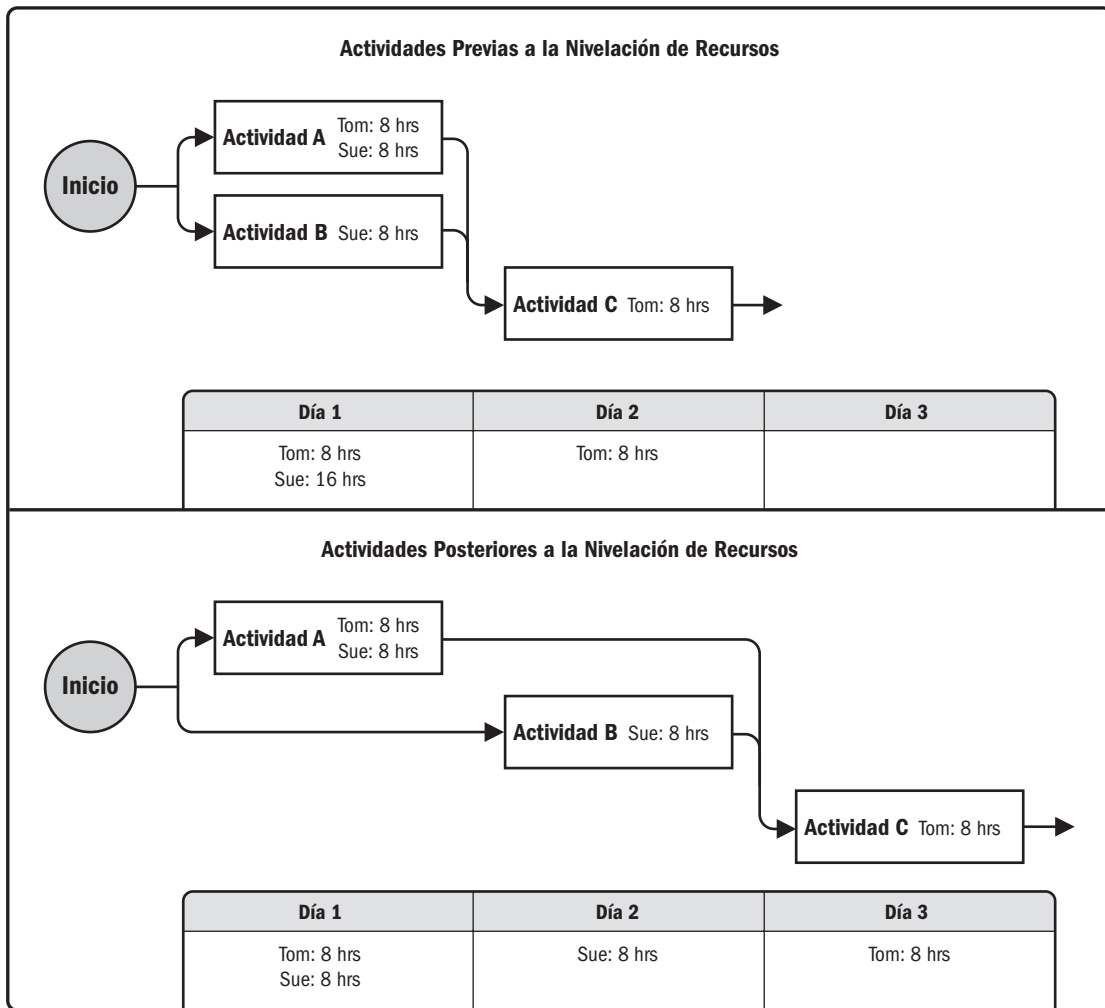 Actividades Previas a la Nivelación de Recursos
Inicio
Actividad A
Tom: 8 hrs
Sue: 8 hrs
Actividad B Sue: 8 hrs
Actividad C Tom: 8 hrs
Día 1
Día 2
Día 3
Tom: 8 hrs
Sue: 16 hrs
Tom: 8 hrs
Actividades Posteriores a la Nivelación de Recursos
Inicio
Actividad A
Tom: 8 hrs
Sue: 8 hrs
Actividad B Sue: 8 hrs
Actividad C Tom: 8 hrs
Día 1
Día 2
Día 3
Tom: 8 hrs
Sue: 8 hrs
Sue: 8 hrs
Tom: 8 hrs